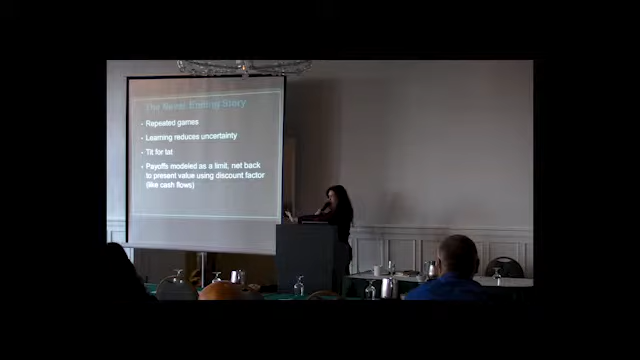 The Never Ending Story
• Repeated games
• Learning reduces uncertainty
• Tit for tat
• Payoffs modeled as a limit, net back
to present value using discount factor
(like cash flows)